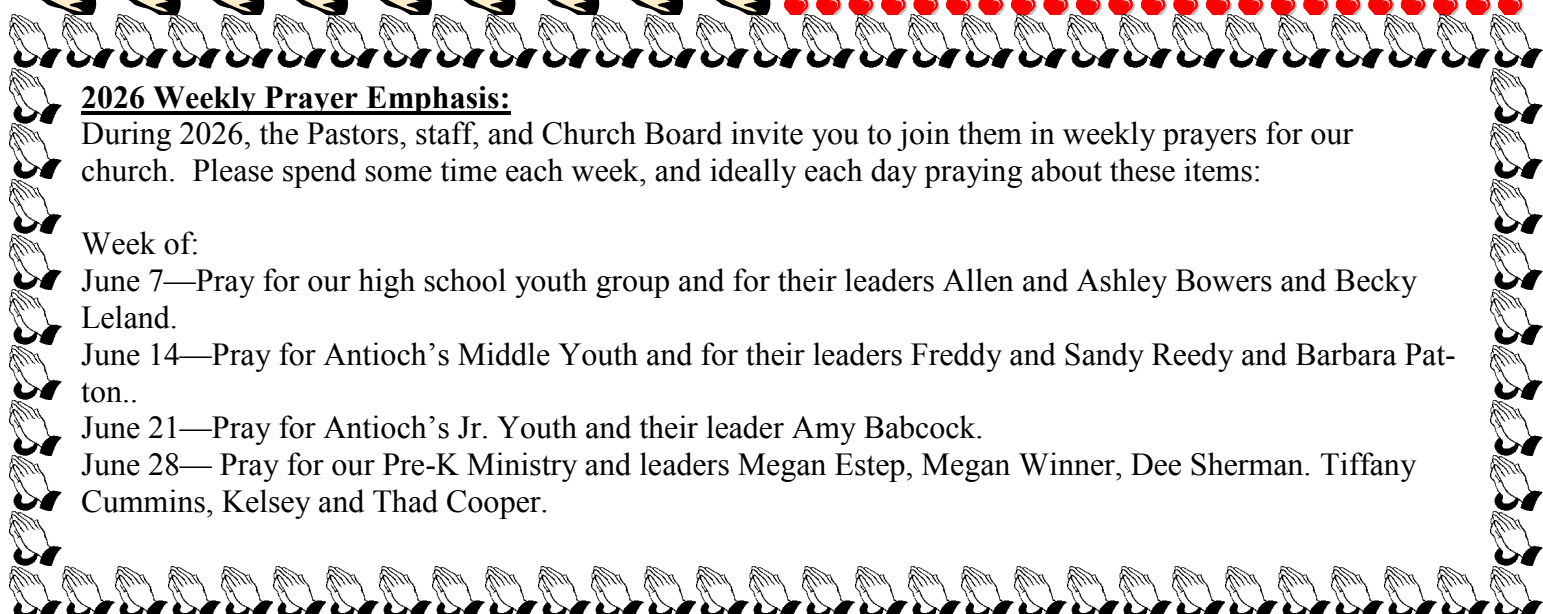 2026 Weekly Prayer Emphasis:
During 2026, the Pastors, staff, and Church Board invite you to join them in weekly prayers for our
church.  Please spend some time each week, and ideally each day praying about these items:
Week of:
June 7—Pray for our high school youth group and for their leaders Allen and Ashley Bowers and Becky
Leland.
June 14—Pray for Antioch’s Middle Youth and for their leaders Freddy and Sandy Reedy and Barbara Pat-
ton..
June 21—Pray for Antioch’s Jr. Youth and their leader Amy Babcock.
June 28— Pray for our Pre-K Ministry and leaders Megan Estep, Megan Winner, Dee Sherman. Tiffany
Cummins, Kelsey and Thad Cooper.